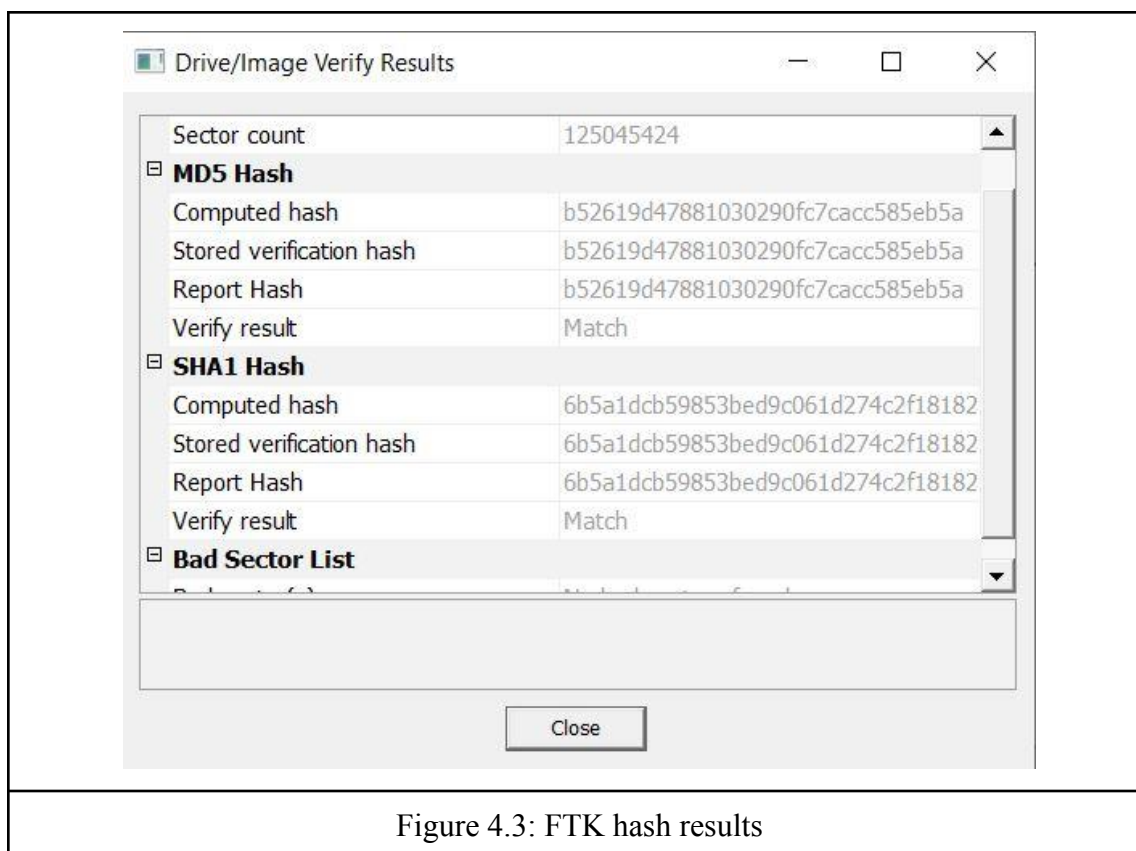 Drive/Image Verify Results
Sector count 125045424
MD5 Hash
Computed hash b52619d47881030290fc7cacc585eb5a
Stored verification hash b52619d47881030290fc7cacc585eb5a
Report Hash b52619d47881030290fc7cacc585eb5a
Verify result Match
SHA1 Hash
Computed hash 6b5a1dcb59853bed9c061d274c2f18182
Stored verification hash 6b5a1dcb59853bed9c061d274c2f18182
Report Hash 6b5a1dcb59853bed9c061d274c2f18182
Verify result Match
Bad Sector List
Close
Figure 4.3: FTK hash results